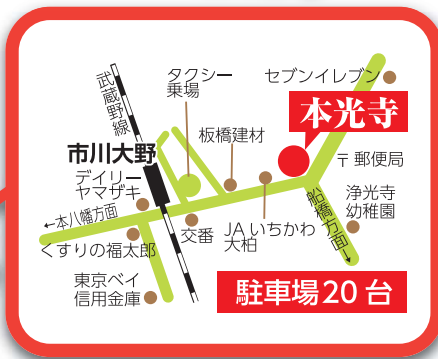 武蔵野線
タクシー
乗場
セブンイレブン
本光寺
板橋建材
市川大野
〒郵便局
デイリー
ヤマザキ
浄光寺
幼稚園
←本八幡方面
船橋方面→
くすりの福太郎
交番
JAいちかわ
大柏
東京ベイ
信用金庫
駐車場20台